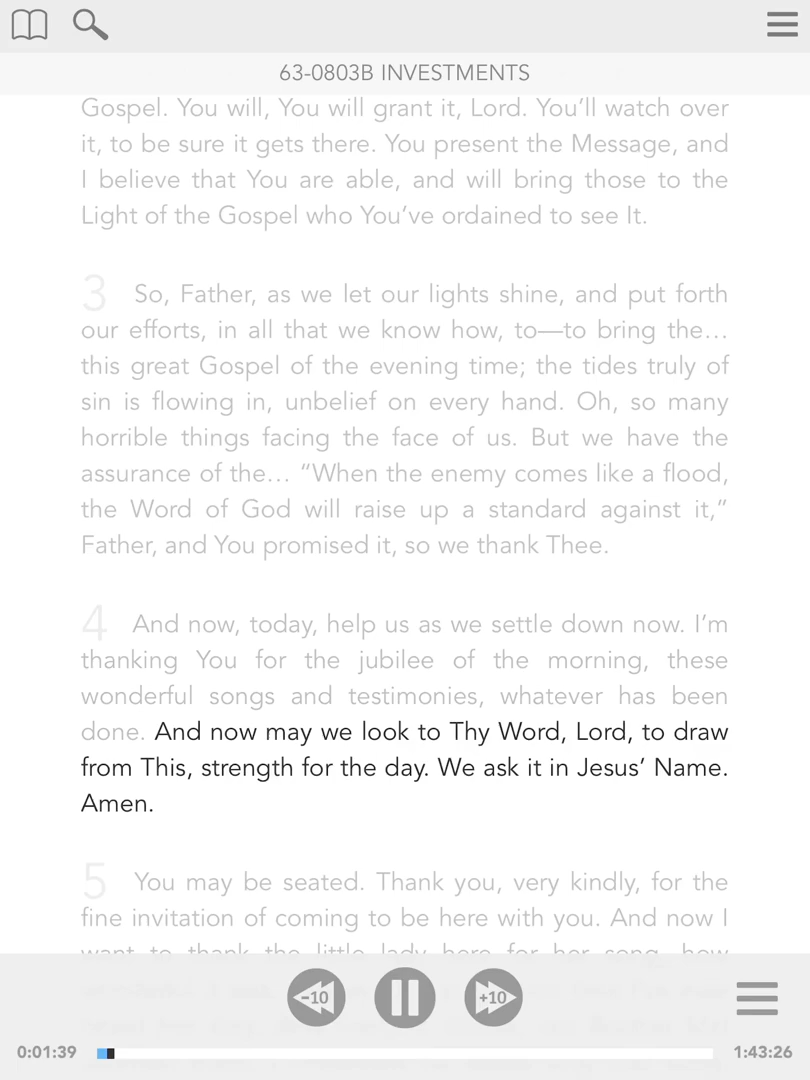 63-0803B INVESTMENTS
Gospel. You will, You will grant it, Lord. You’ll watch over
it, to be sure it gets there. You present the Message, and
I believe that You are able, and will bring those to the
Light of the Gospel who You’ve ordained to see It.
3 So, Father, as we let our lights shine, and put forth
our efforts, in all that we know how, to—to bring the…
this great Gospel of the evening time; the tides truly of
sin is flowing in, unbelief on every hand. Oh, so many
horrible things facing the face of us. But we have the
assurance of the… “When the enemy comes like a flood,
the Word of God will raise up a standard against it,”
Father, and You promised it, so we thank Thee.
4 And now, today, help us as we settle down now. I’m
thanking You for the jubilee of the morning, these
wonderful songs and testimonies, whatever has been
done. And now may we look to Thy Word, Lord, to draw
from This, strength for the day. We ask it in Jesus’ Name.
Amen.
5 You may be seated. Thank you, very kindly, for the
fine invitation of coming to be here with you. And now I
want to thank the little lady here for her song, how
-10 +10
0:01:39 1:43:26